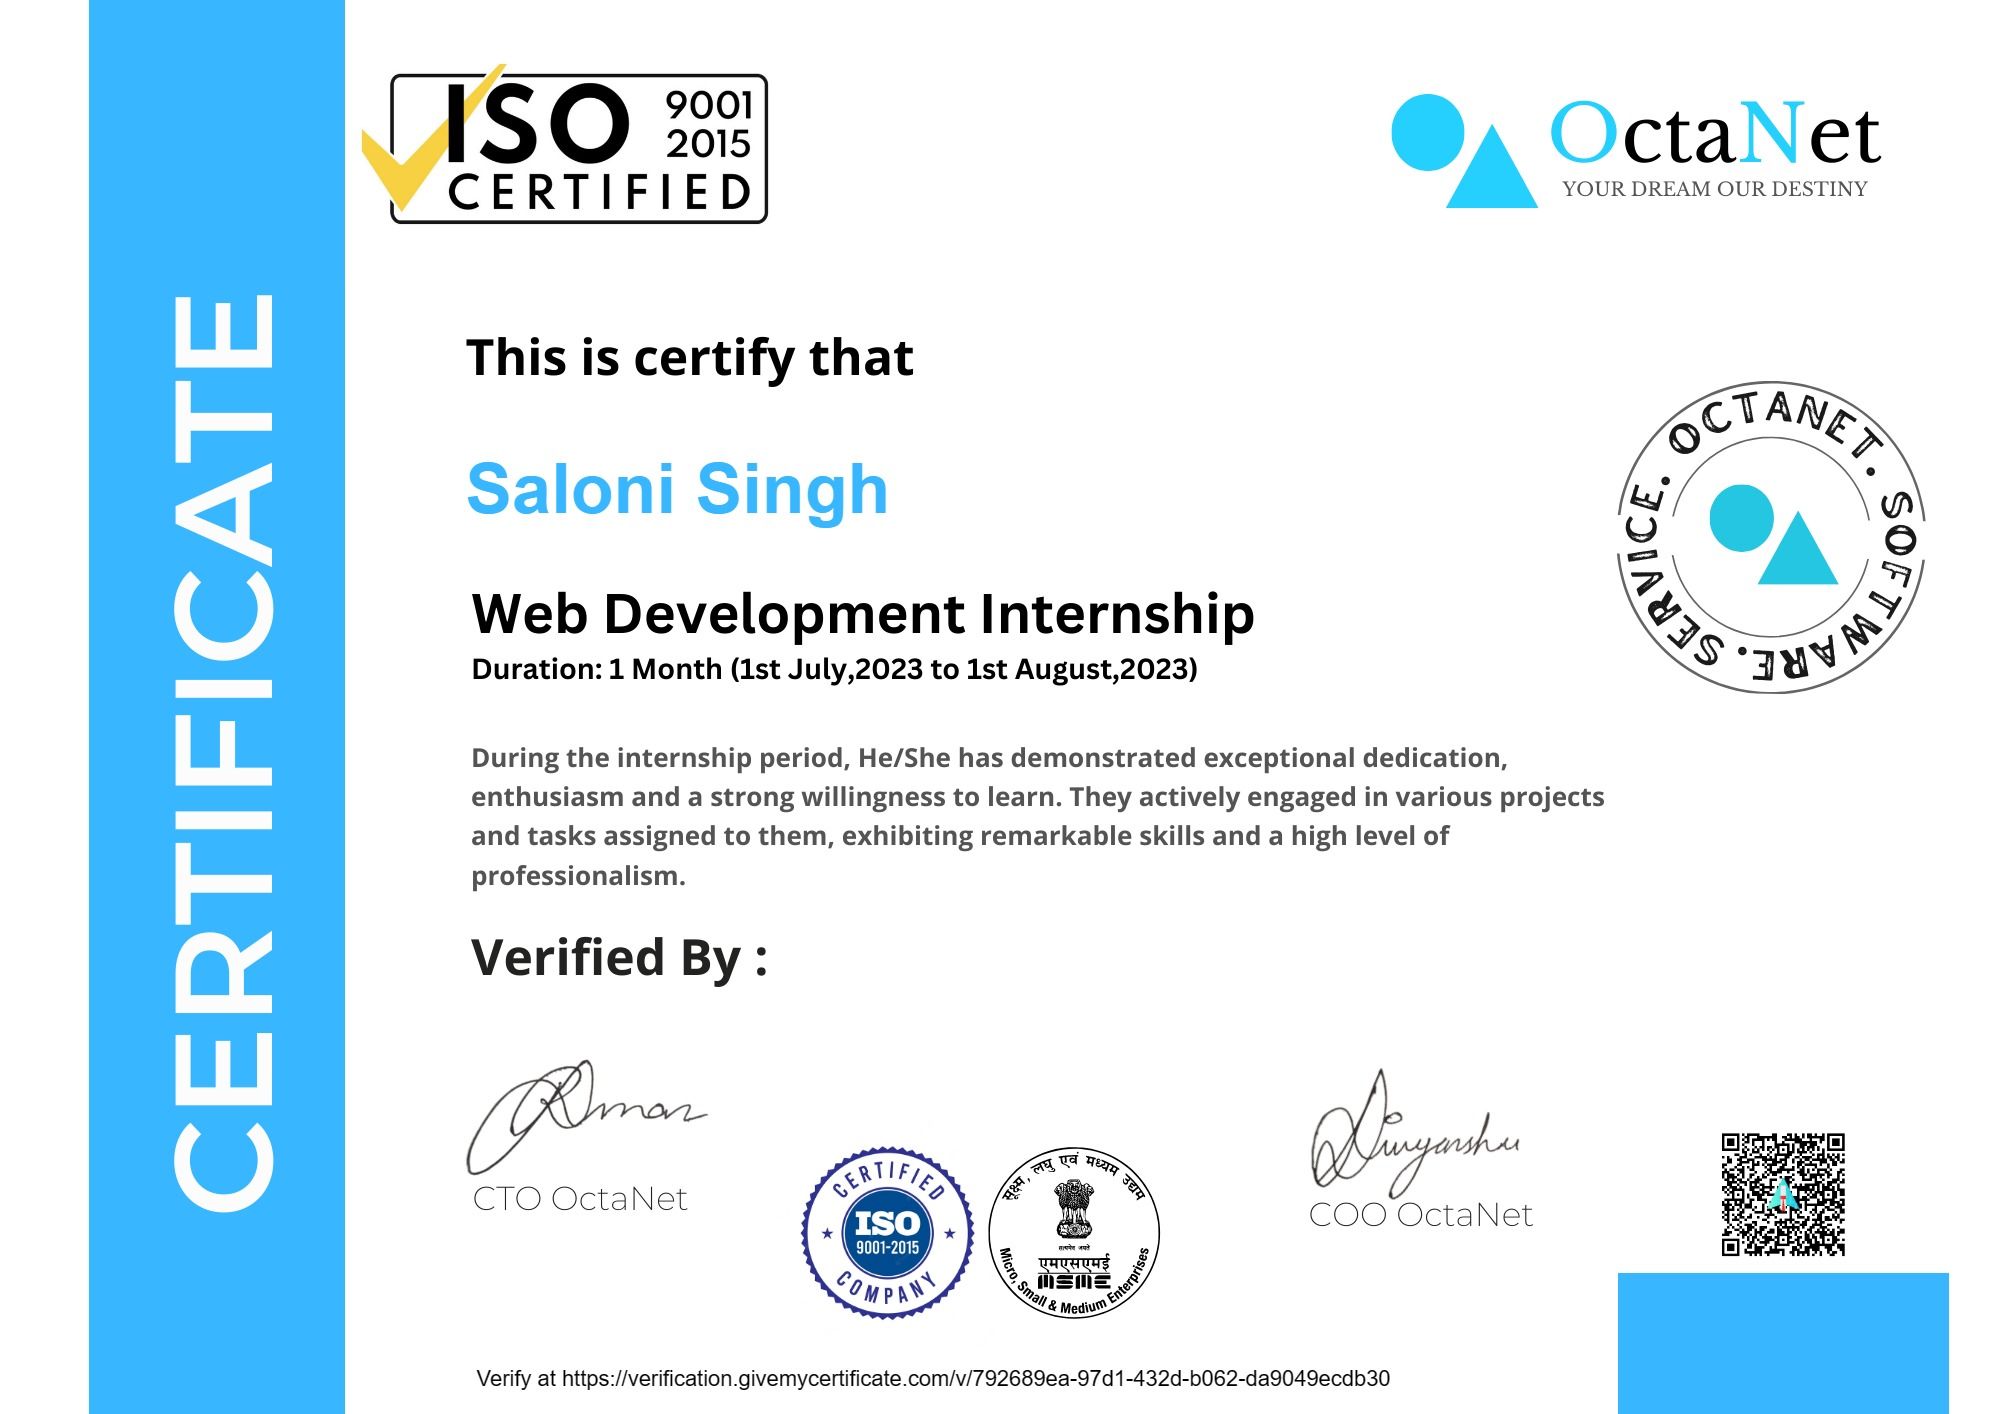 CERTIFICATE
ISO 9001
2015
CERTIFIED
OctaNet
YOUR DREAM OUR DESTINY
This is certify that
Saloni Singh
OCTANET. SOFTWARE. SERVICE.
Web Development Internship
Duration: 1 Month (1st July,2023 to 1st August,2023)
During the internship period, He/She has demonstrated exceptional dedication,
enthusiasm and a strong willingness to learn. They actively engaged in various projects
and tasks assigned to them, exhibiting remarkable skills and a high level of
professionalism.
Verified By :
CTO OctaNet
CERTIFIED
ISO
9001-2015
COMPANY
सूक्ष्म, लघु एवं मध्यम उद्यम
सत्यमेव जयते
एमएसएमई
MSME
Micro, Small & Medium Enterprises
Divyanshu
COO OctaNet
Verify at https://verification.givemycertificate.com/v/792689ea-97d1-432d-b062-da9049ecdb30